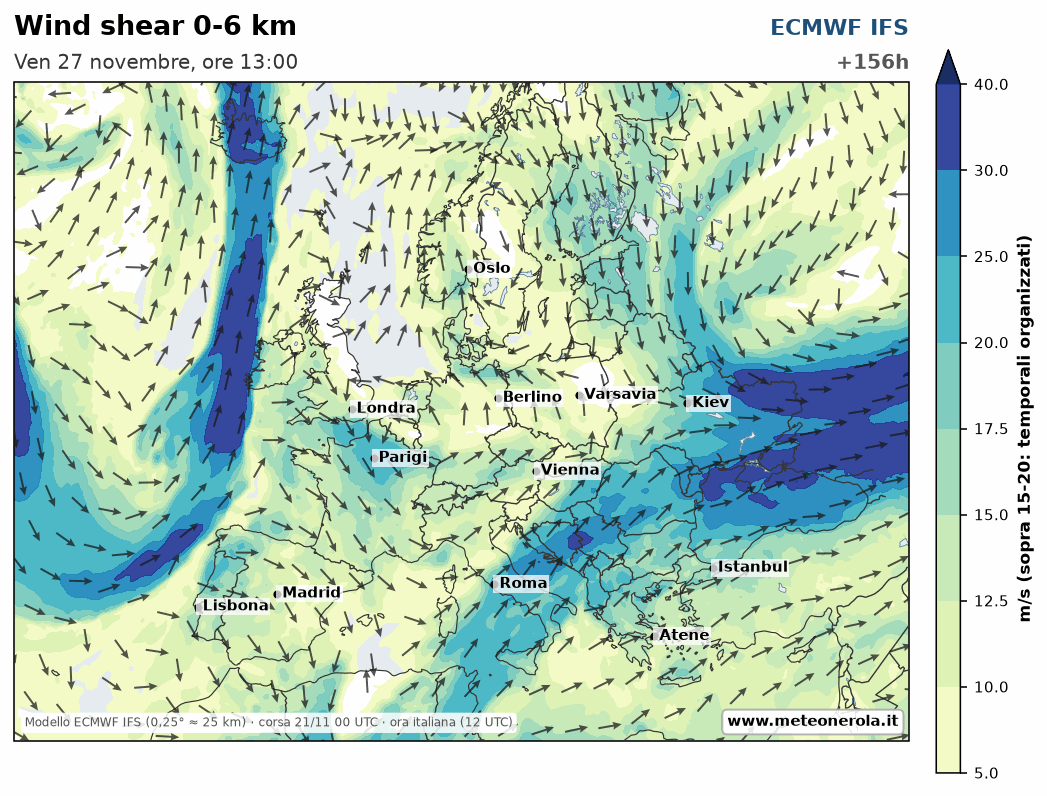 Wind shear 0-6 km
ECMWF IFS
Ven 27 novembre, ore 13:00
+156h
40.0
30.0
25.0
20.0
17.5
15.0
12.5
10.0
5.0
m/s (sopra 15-20: temporali organizzati)
Oslo
Berlino
Varsavia
Londra
Kiev
Parigi
Vienna
Istanbul
Roma
Madrid
Lisbona
Atene
Modello ECMWF IFS (0,25° ≈ 25 km) · corsa 21/11 00 UTC · ora italiana (12 UTC)
www.meteonerola.it